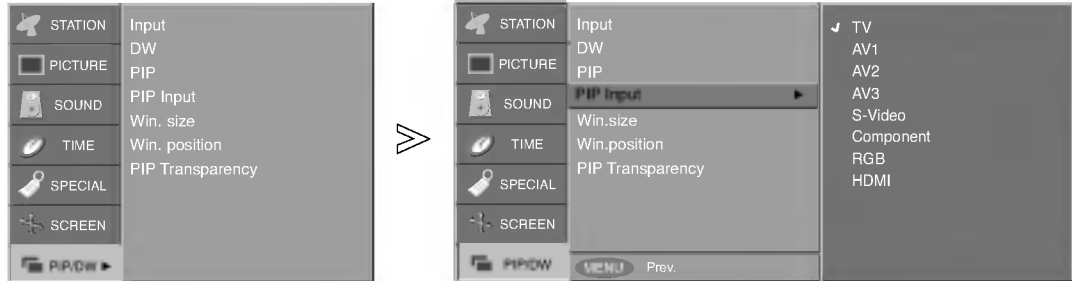 STATION
PICTURE
SOUND
TIME
SPECIAL
SCREEN
PIP/DW
Input
DW
PIP
PIP Input
Win. size
Win. position
PIP Transparency
STATION
PICTURE
SOUND
TIME
SPECIAL
SCREEN
PIP/DW
Input
DW
PIP
PIP Input
Win.size
Win.position
PIP Transparency
MENU Prev.
TV
AV1
AV2
AV3
S-Video
Component
RGB
HDMI